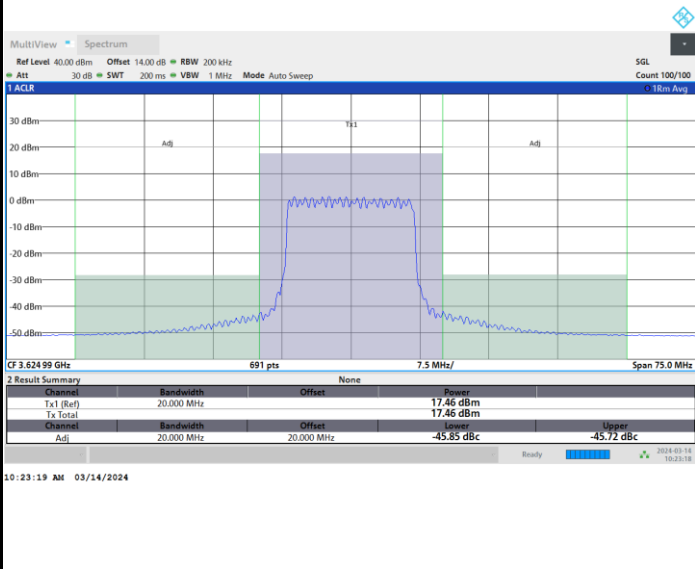 MultiView Spectrum
Ref Level 40.00 dBm Offset 14.00 dB RBW 200 kHz SGL
Att 30 dB SWT 200 ms VBW 1 MHz Mode Auto Sweep Count 100/100
1 ACLR 1Rm Avg
30 dBm
Tx1
20 dBm
Adj Adj
10 dBm
0 dBm
-10 dBm
-20 dBm
-30 dBm
-40 dBm
-50 dBm
CF 3.624 99 GHz 691 pts 7.5 MHz/ Span 75.0 MHz
2 Result Summary None
Channel Bandwidth Offset Power
Tx1 (Ref) 20.000 MHz 17.46 dBm
Tx Total 17.46 dBm
Channel Bandwidth Offset Lower Upper
Adj 20.000 MHz 20.000 MHz -45.85 dBc -45.72 dBc
Ready 2024-03-14
10:23:18
10:23:19 AM 03/14/2024